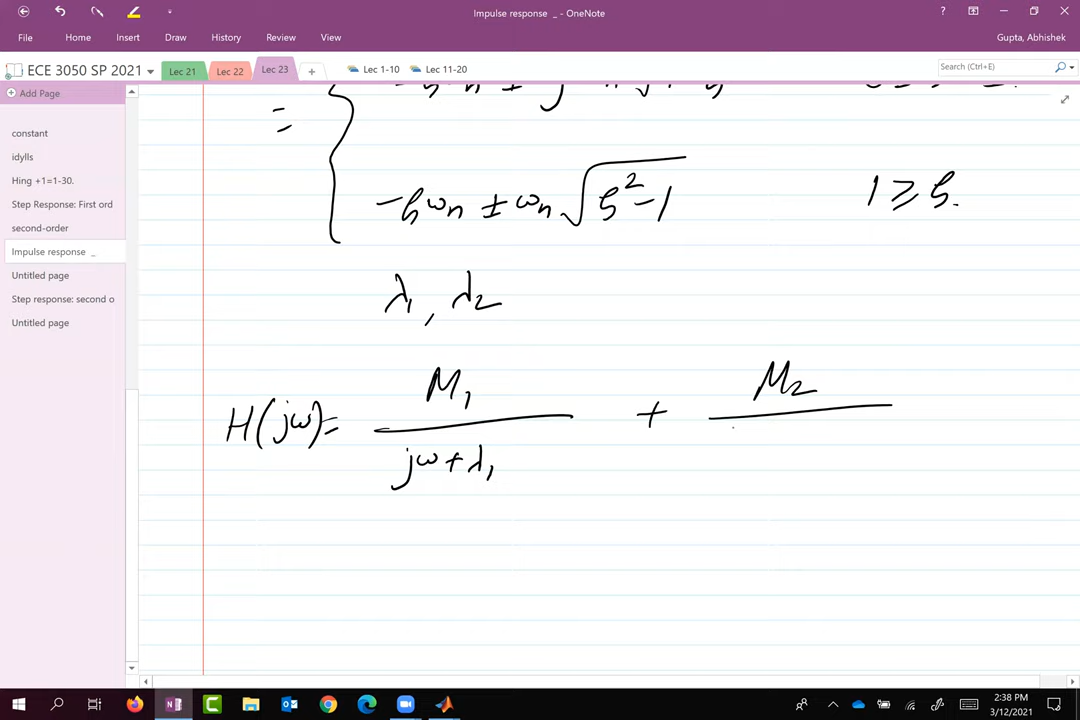 Impulse response _ - OneNote
?
File Home Insert Draw History Review View
Gupta, Abhishek
ECE 3050 SP 2021
Lec 21 Lec 22 Lec 23 + Lec 1-10 Lec 11-20
Search (Ctrl+E)
Add Page
constant
idylls
Hing +1=1-30.
Step Response: First ord
second-order
Impulse response _
Untitled page
Step response: second o
Untitled page
=
-ξωn ± ωn √(ξ² - 1) 1 ≥ ξ.
λ1, λ2
H(jω) = M1 / (jω + λ1) + M2
2:38 PM
3/12/2021